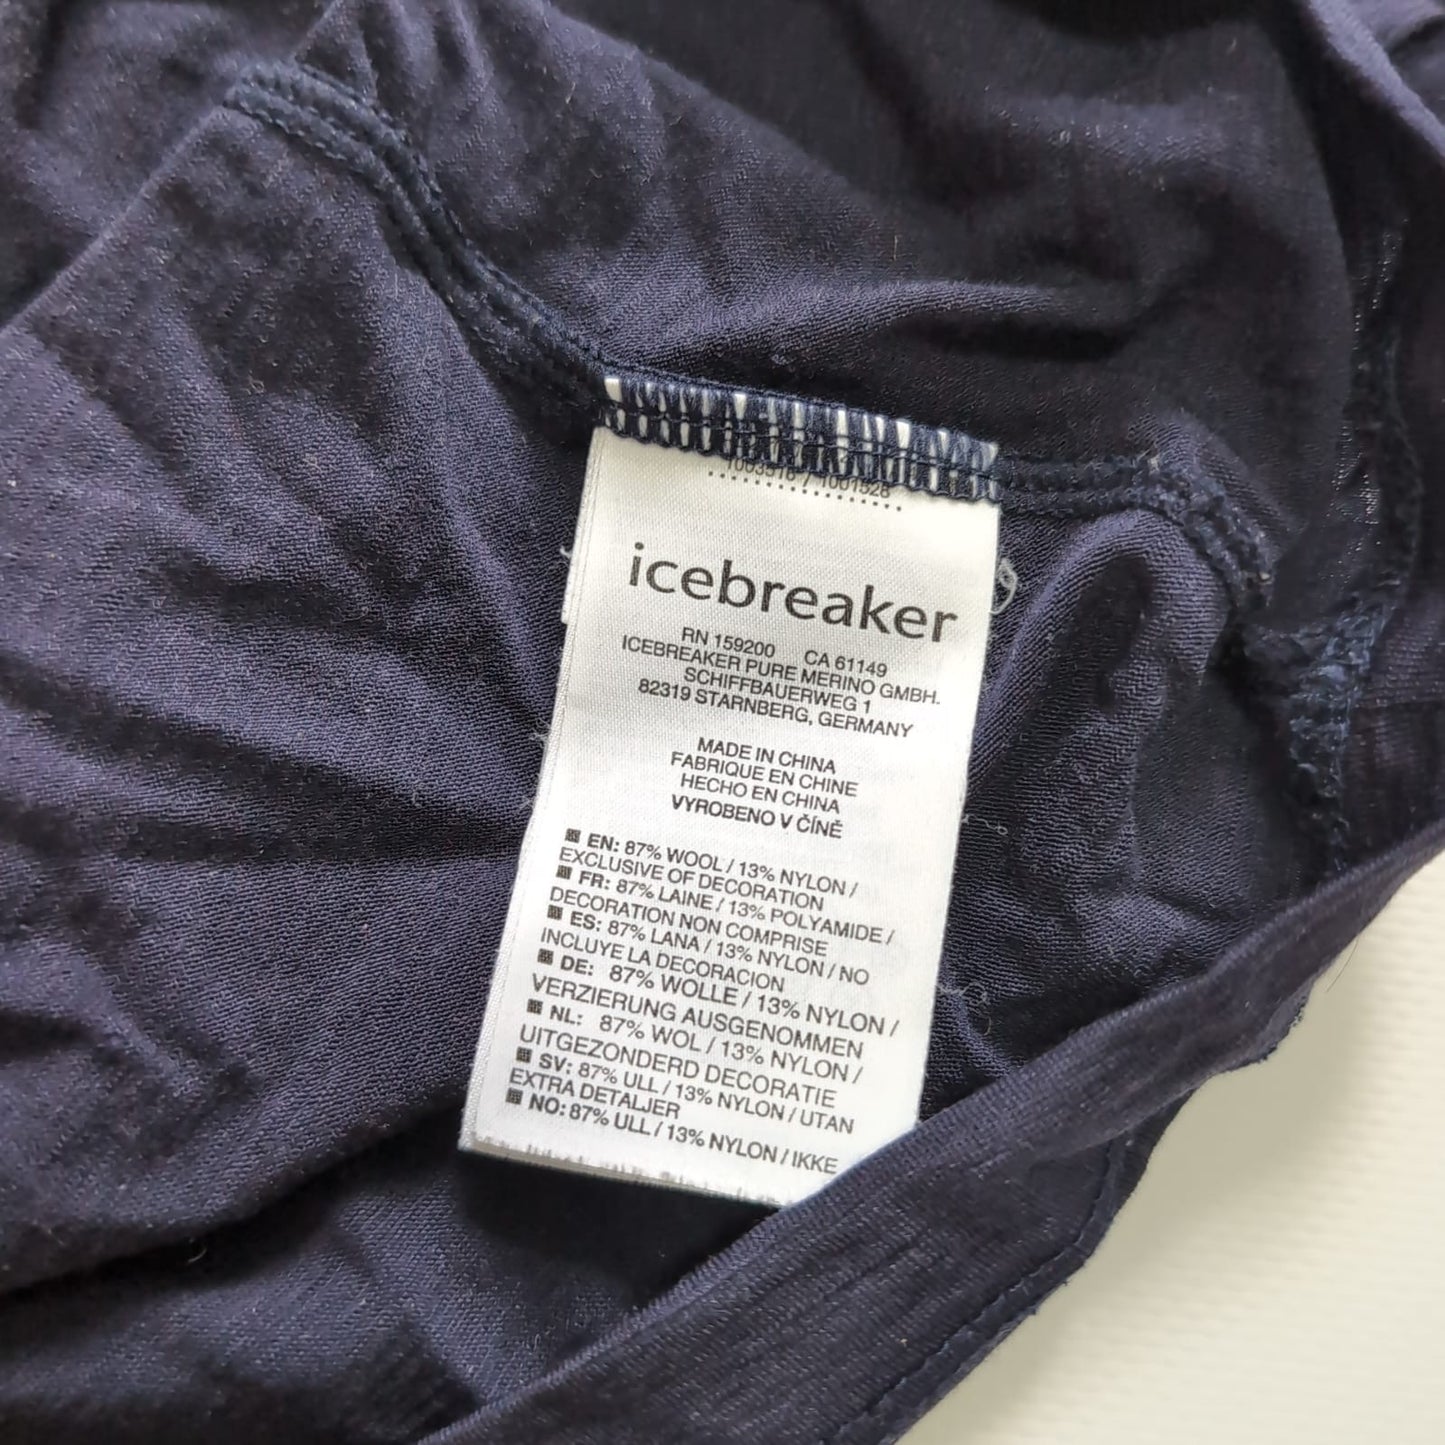 1003516 / 1001528
icebreaker
RN 159200 CA 61149
ICEBREAKER PURE MERINO GMBH.
SCHIFFBAUERWEG 1
82319 STARNBERG, GERMANY
MADE IN CHINA
FABRIQUE EN CHINE
HECHO EN CHINA
VYROBENO V ČÍNĚ
EN: 87% WOOL / 13% NYLON /
EXCLUSIVE OF DECORATION
FR: 87% LAINE / 13% POLYAMIDE /
DECORATION NON COMPRISE
ES: 87% LANA / 13% NYLON / NO
INCLUYE LA DECORACION
DE: 87% WOLLE / 13% NYLON /
VERZIERUNG AUSGENOMMEN
NL: 87% WOL / 13% NYLON /
UITGEZONDERD DECORATIE
SV: 87% ULL / 13% NYLON / UTAN
EXTRA DETALJER
NO: 87% ULL / 13% NYLON / IKKE